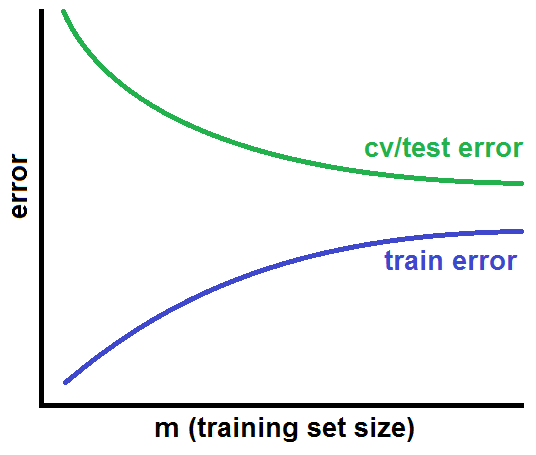 cv/test error
error
train error
m (training set size)